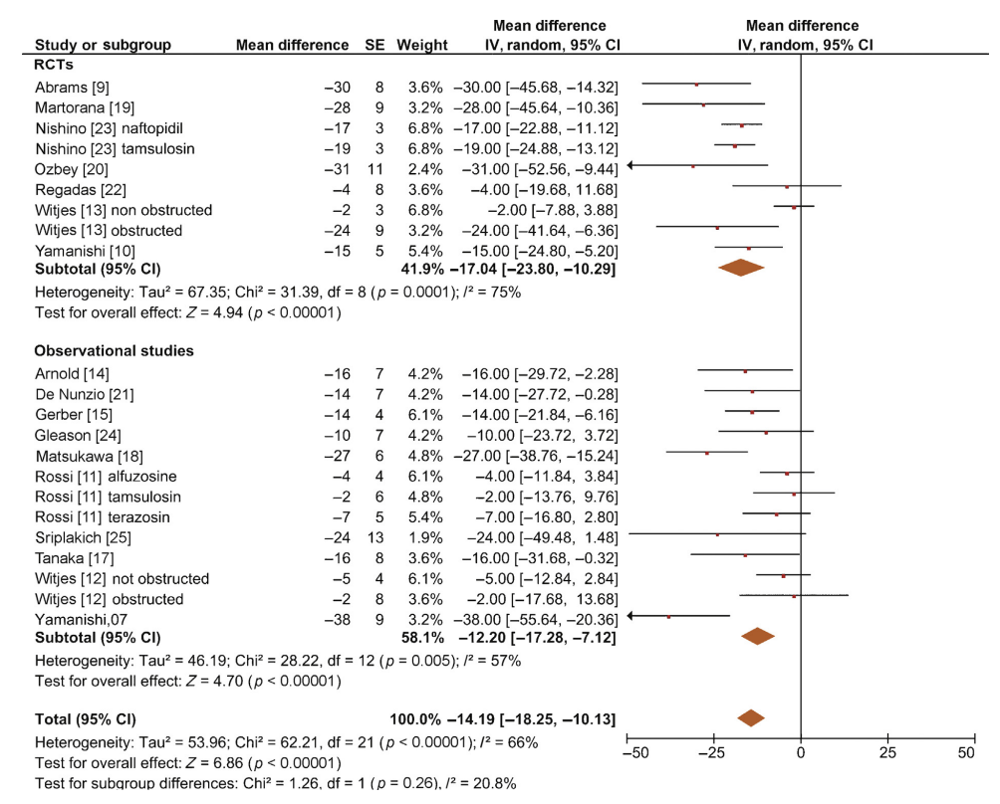 Mean difference Mean difference
Study or subgroup Mean difference SE Weight IV, random, 95% CI IV, random, 95% CI
RCTs
Abrams [9] –30 8 3.6% –30.00 [–45.68, –14.32]
Martorana [19] –28 9 3.2% –28.00 [–45.64, –10.36]
Nishino [23] naftopidil –17 3 6.8% –17.00 [–22.88, –11.12]
Nishino [23] tamsulosin –19 3 6.8% –19.00 [–24.88, –13.12]
Ozbey [20] –31 11 2.4% –31.00 [–52.56, –9.44]
Regadas [22] –4 8 3.6% –4.00 [–19.68, 11.68]
Witjes [13] non obstructed –2 3 6.8% –2.00 [–7.88, 3.88]
Witjes [13] obstructed –24 9 3.2% –24.00 [–41.64, –6.36]
Yamanishi [10] –15 5 5.4% –15.00 [–24.80, –5.20]
Subtotal (95% CI) 41.9% –17.04 [–23.80, –10.29]
Heterogeneity: Tau² = 67.35; Chi² = 31.39, df = 8 (p = 0.0001); I² = 75%
Test for overall effect: Z = 4.94 (p < 0.00001)
Observational studies
Arnold [14] –16 7 4.2% –16.00 [–29.72, –2.28]
De Nunzio [21] –14 7 4.2% –14.00 [–27.72, –0.28]
Gerber [15] –14 4 6.1% –14.00 [–21.84, –6.16]
Gleason [24] –10 7 4.2% –10.00 [–23.72, 3.72]
Matsukawa [18] –27 6 4.8% –27.00 [–38.76, –15.24]
Rossi [11] alfuzosine –4 4 6.1% –4.00 [–11.84, 3.84]
Rossi [11] tamsulosin –2 6 4.8% –2.00 [–13.76, 9.76]
Rossi [11] terazosin –7 5 5.4% –7.00 [–16.80, 2.80]
Sriplakich [25] –24 13 1.9% –24.00 [–49.48, 1.48]
Tanaka [17] –16 8 3.6% –16.00 [–31.68, –0.32]
Witjes [12] not obstructed –5 4 6.1% –5.00 [–12.84, 2.84]
Witjes [12] obstructed –2 8 3.6% –2.00 [–17.68, 13.68]
Yamanishi,07 –38 9 3.2% –38.00 [–55.64, –20.36]
Subtotal (95% CI) 58.1% –12.20 [–17.28, –7.12]
Heterogeneity: Tau² = 46.19; Chi² = 28.22, df = 12 (p = 0.005); I² = 57%
Test for overall effect: Z = 4.70 (p < 0.00001)
Total (95% CI) 100.0% –14.19 [–18.25, –10.13]
Heterogeneity: Tau² = 53.96; Chi² = 62.21, df = 21 (p < 0.00001); I² = 66%
–50 –25 0 25 50
Test for overall effect: Z = 6.86 (p < 0.00001)
Test for subgroup differences: Chi² = 1.26, df = 1 (p = 0.26), I² = 20.8%